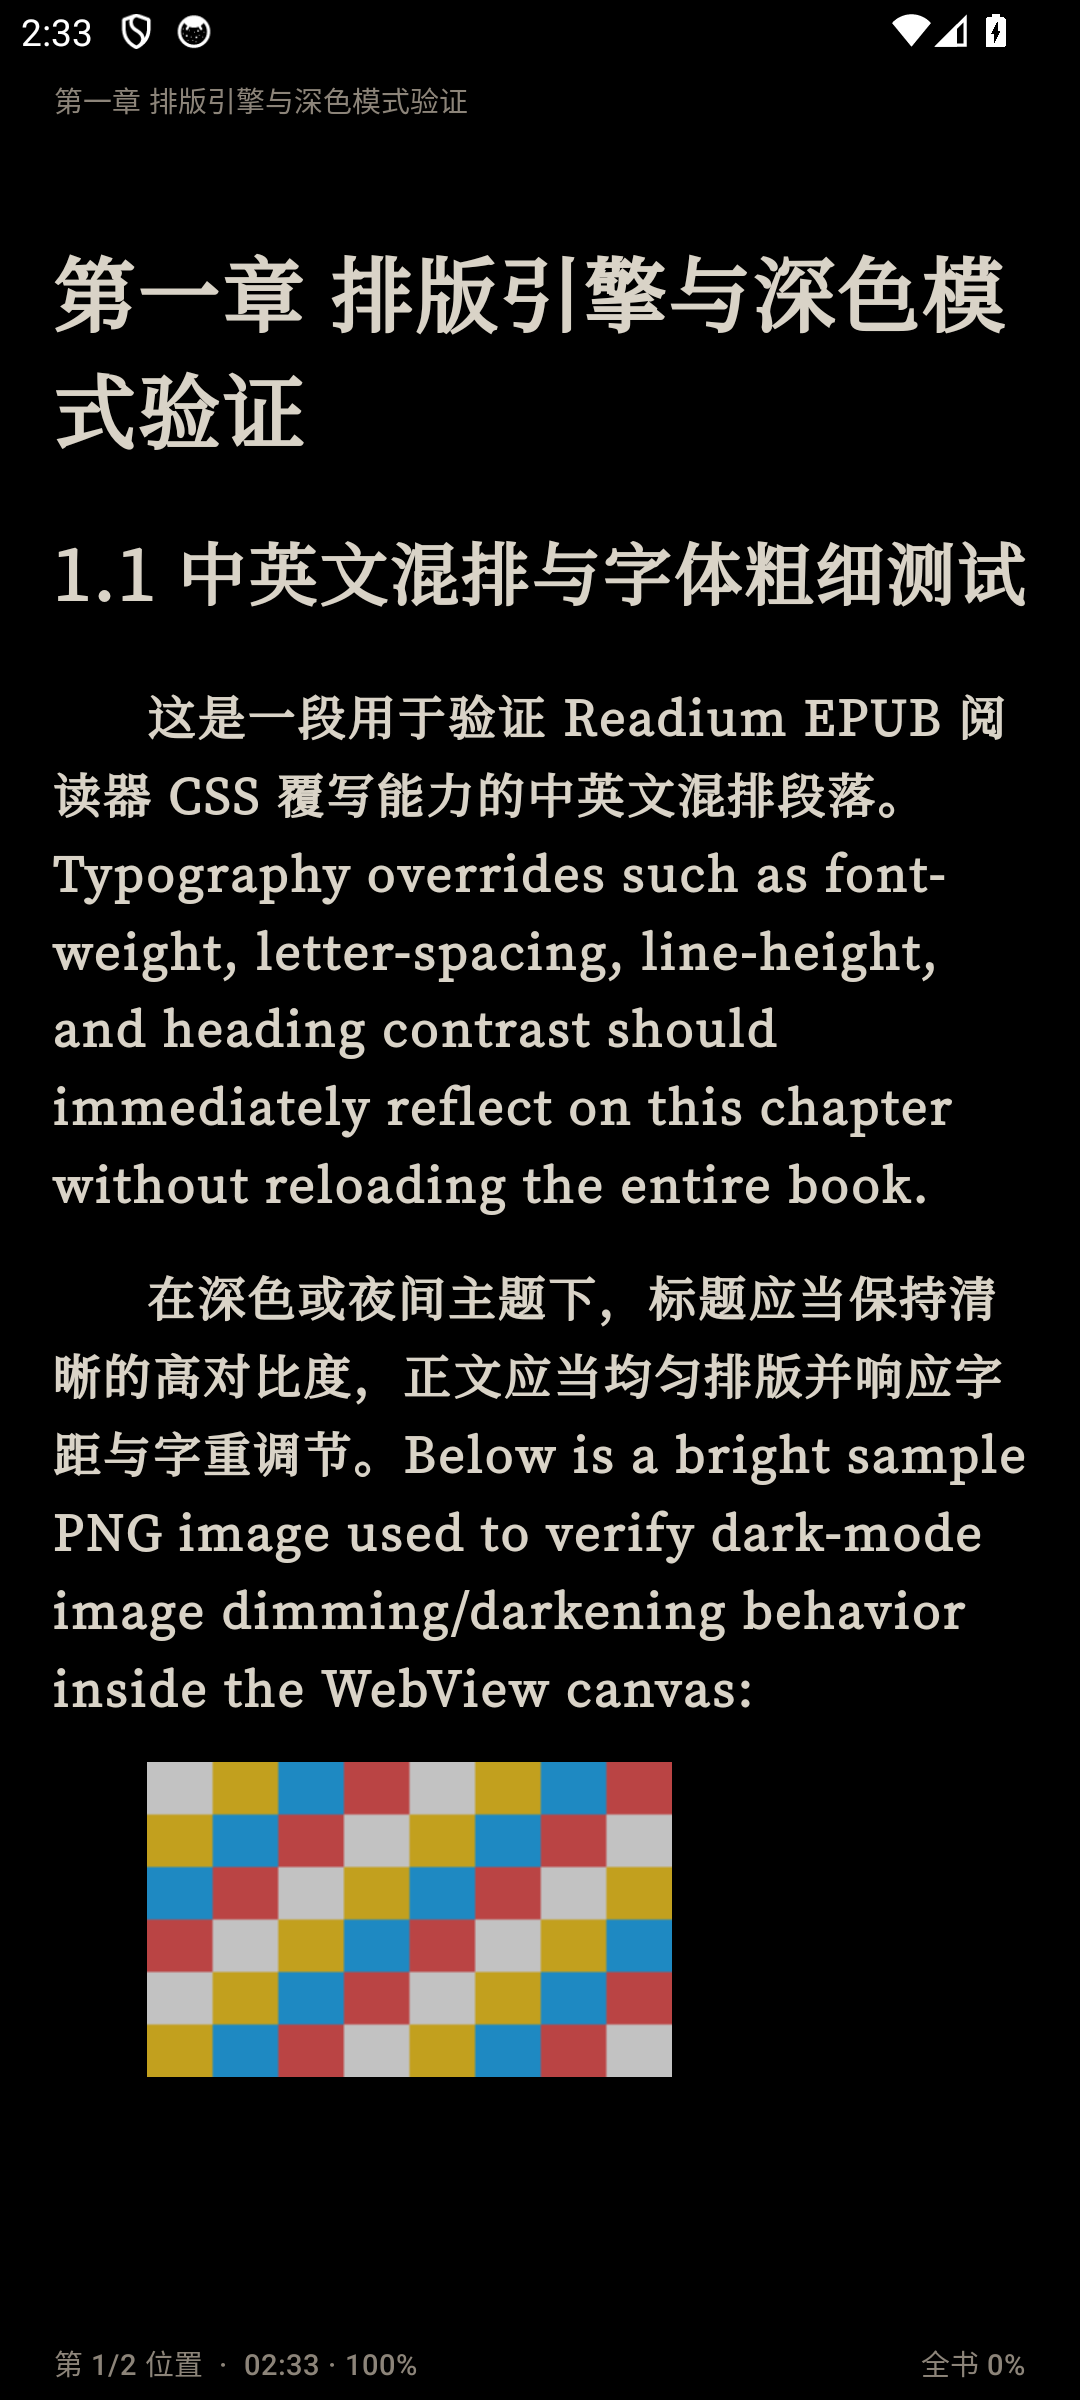 2:33
第一章 排版引擎与深色模式验证
第一章 排版引擎与深色模
式验证
1.1 中英文混排与字体粗细测试
这是一段用于验证 Readium EPUB 阅
读器 CSS 覆写能力的中英文混排段落。
Typography overrides such as font-
weight, letter-spacing, line-height,
and heading contrast should
immediately reflect on this chapter
without reloading the entire book.
在深色或夜间主题下，标题应当保持清
晰的高对比度，正文应当均匀排版并响应字
距与字重调节。Below is a bright sample
PNG image used to verify dark-mode
image dimming/darkening behavior
inside the WebView canvas:
第 1/2 位置 · 02:33 · 100%
全书 0%